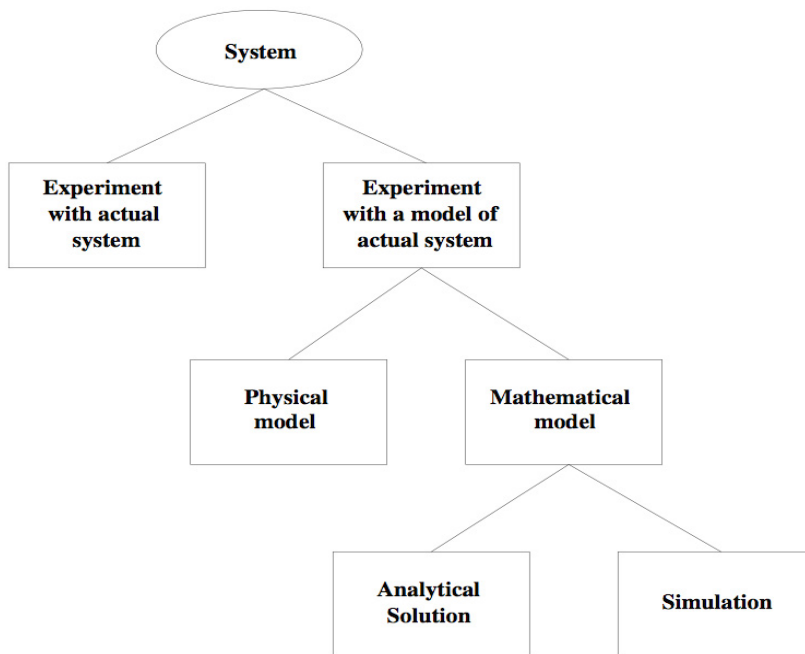 System
Experiment
with actual
system
Experiment
with a model of
actual system
Physical
model
Mathematical
model
Analytical
Solution
Simulation